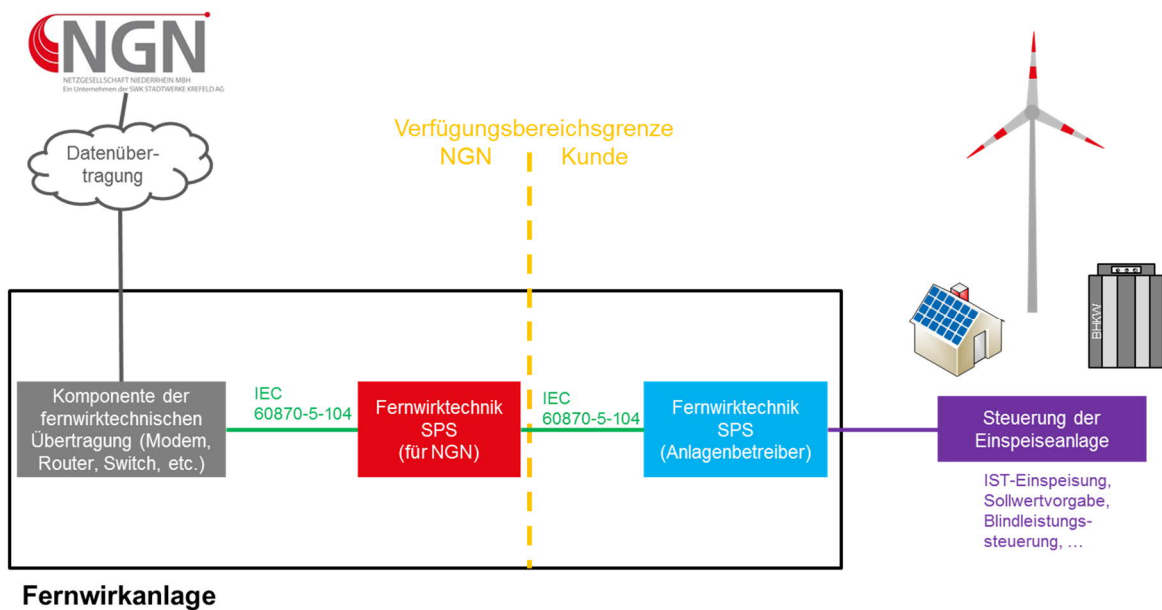 NGN
NETZGESELLSCHAFT NIEDERRHEIN MBH
Ein Unternehmen der SWK STADTWERKE KREFELD AG
Datenüber-
tragung
Verfügungsbereichsgrenze
NGN
Kunde
BHKW
Komponente der
fernwirktechnischen
Übertragung (Modem,
Router, Switch, etc.)
IEC
60870-5-104
Fernwirktechnik
SPS
(für NGN)
IEC
60870-5-104
Fernwirktechnik
SPS
(Anlagenbetreiber)
Steuerung der
Einspeiseanlage
IST-Einspeisung,
Sollwertvorgabe,
Blindleistungs-
steuerung, ...
Fernwirkanlage